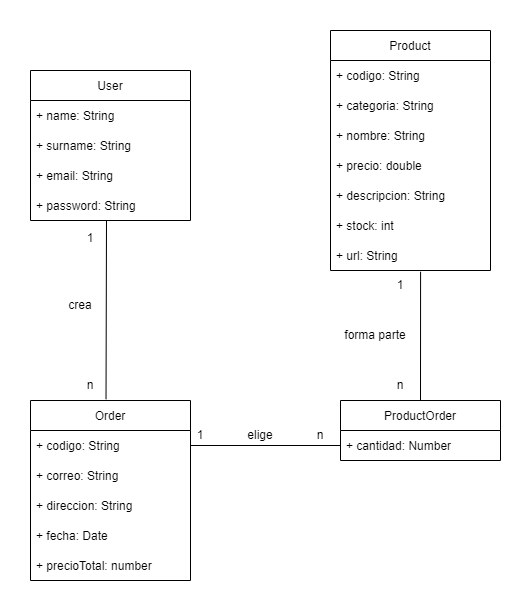 Product
+ codigo: String
+ categoria: String
+ nombre: String
+ precio: double
+ descripcion: String
+ stock: int
+ url: String
User
+ name: String
+ surname: String
+ email: String
+ password: String
1
crea
n
1
forma parte
n
Order
+ codigo: String
+ correo: String
+ direccion: String
+ fecha: Date
+ precioTotal: number
1 elige n
ProductOrder
+ cantidad: Number